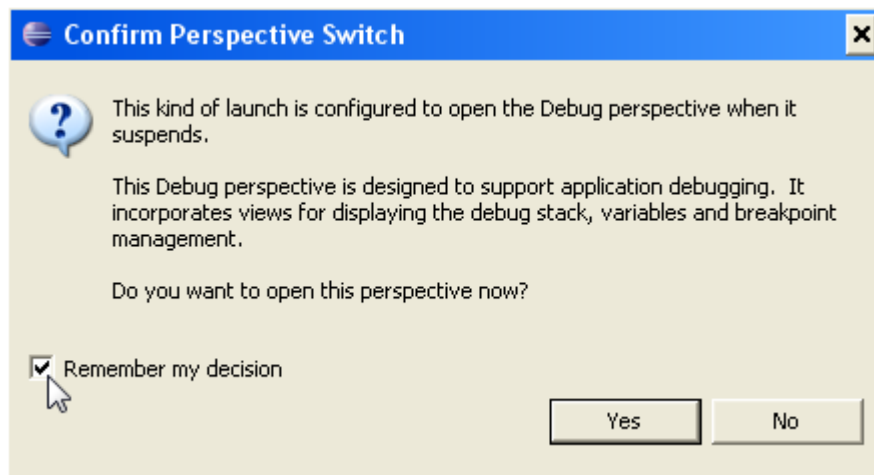 Confirm Perspective Switch
This kind of launch is configured to open the Debug perspective when it
suspends.
This Debug perspective is designed to support application debugging. It
incorporates views for displaying the debug stack, variables and breakpoint
management.
Do you want to open this perspective now?
Remember my decision
Yes No